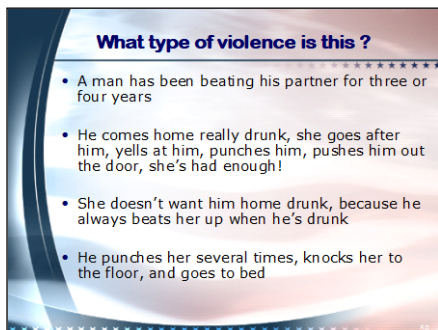 What type of violence is this ?
• A man has been beating his partner for three or
four years
• He comes home really drunk, she goes after
him, yells at him, punches him, pushes him out
the door, she's had enough!
• She doesn't want him home drunk, because he
always beats her up when he's drunk
• He punches her several times, knocks her to
the floor, and goes to bed